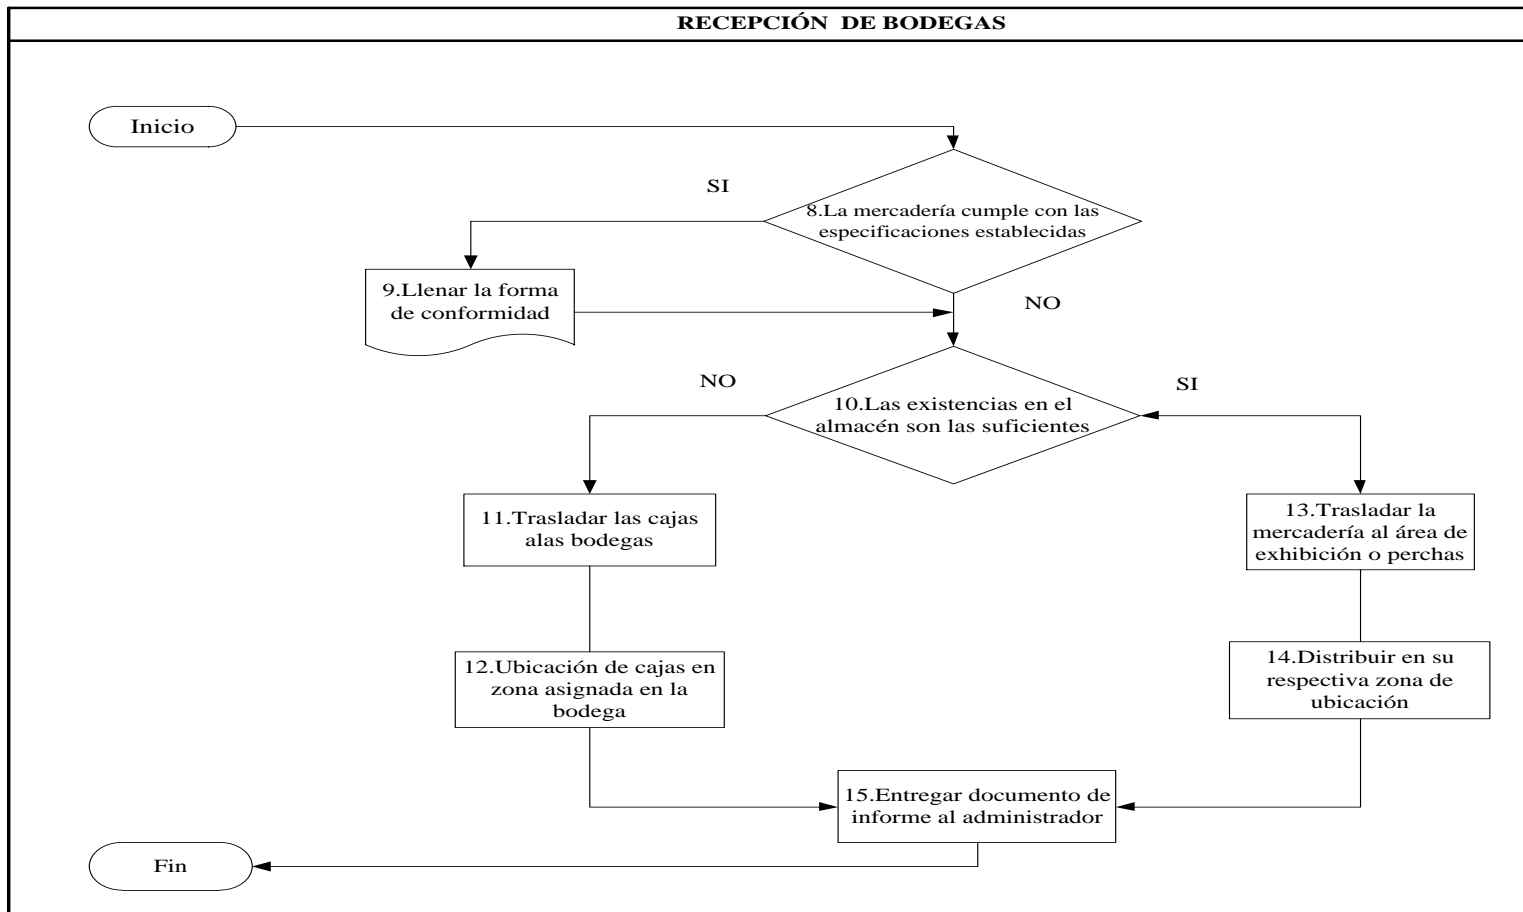 RECEPCIÓN DE BODEGAS
Inicio
SI
8.La mercadería cumple con las
especificaciones establecidas
9.Llenar la forma
de conformidad
NO
NO
SI
10.Las existencias en el
almacén son las suficientes
11.Trasladar las cajas
alas bodegas
13.Trasladar la
mercadería al área de
exhibición o perchas
12.Ubicación de cajas en
zona asignada en la
bodega
14.Distribuir en su
respectiva zona de
ubicación
15.Entregar documento de
informe al administrador
Fin